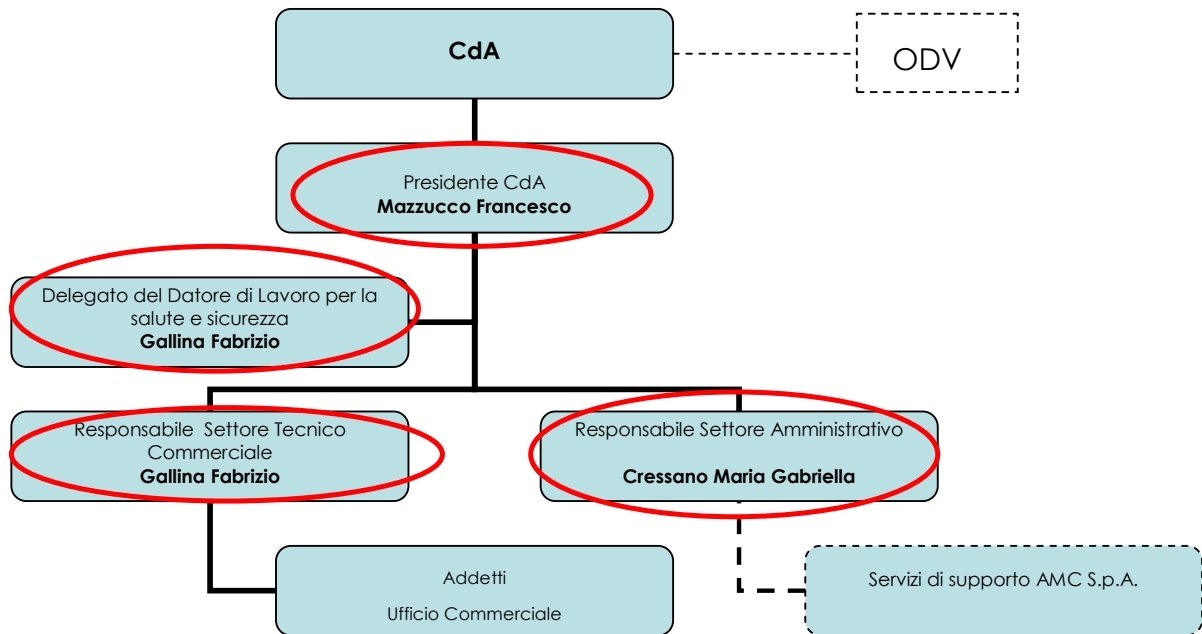 CdA
ODV
Presidente CdA
Mazzucco Francesco
Delegato del Datore di Lavoro per la
salute e sicurezza
Gallina Fabrizio
Responsabile Settore Tecnico
Commerciale
Gallina Fabrizio
Responsabile Settore Amministrativo
Cressano Maria Gabriella
Addetti
Ufficio Commerciale
Servizi di supporto AMC S.p.A.